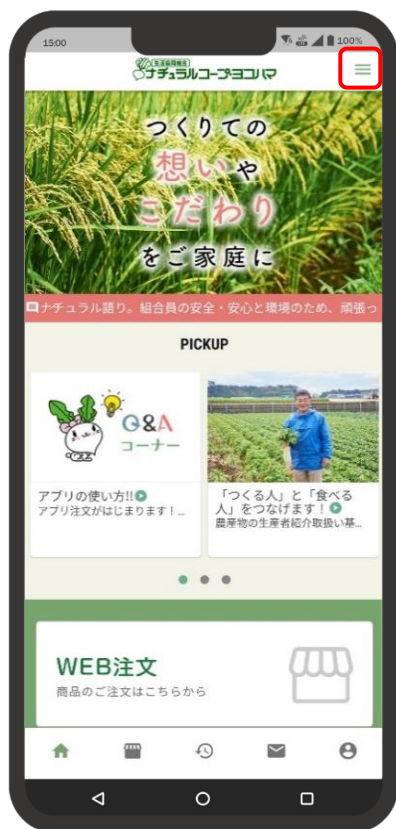 15:00
100%
生活協同組合
ナチュラルコープ・ヨコハマ
つくりての
想いや
こだわり
をご家庭に
ナチュラル語り。組合員の安全・安心と環境のため、頑張っ
PICKUP
Q&A
コーナー
アプリの使い方!!
アプリ注文がはじまります！…
「つくる人」と「食べる
人」をつなげます！
農産物の生産者紹介取扱い基…
WEB注文
商品のご注文はこちらから